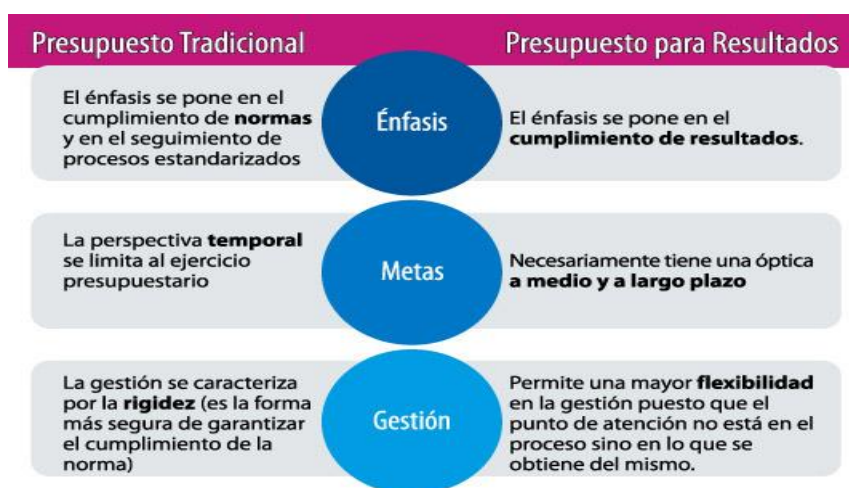 Presupuesto Tradicional
Presupuesto para Resultados
El énfasis se pone en el
cumplimiento de normas
y en el seguimiento de
procesos estandarizados
Énfasis
El énfasis se pone en el
cumplimiento de resultados.
La perspectiva temporal
se limita al ejercicio
presupuestario
Metas
Necesariamente tiene una óptica
a medio y a largo plazo
La gestión se caracteriza
por la rigidez (es la forma
más segura de garantizar
el cumplimiento de la
norma)
Gestión
Permite una mayor flexibilidad
en la gestión puesto que el
punto de atención no está en el
proceso sino en lo que se
obtiene del mismo.